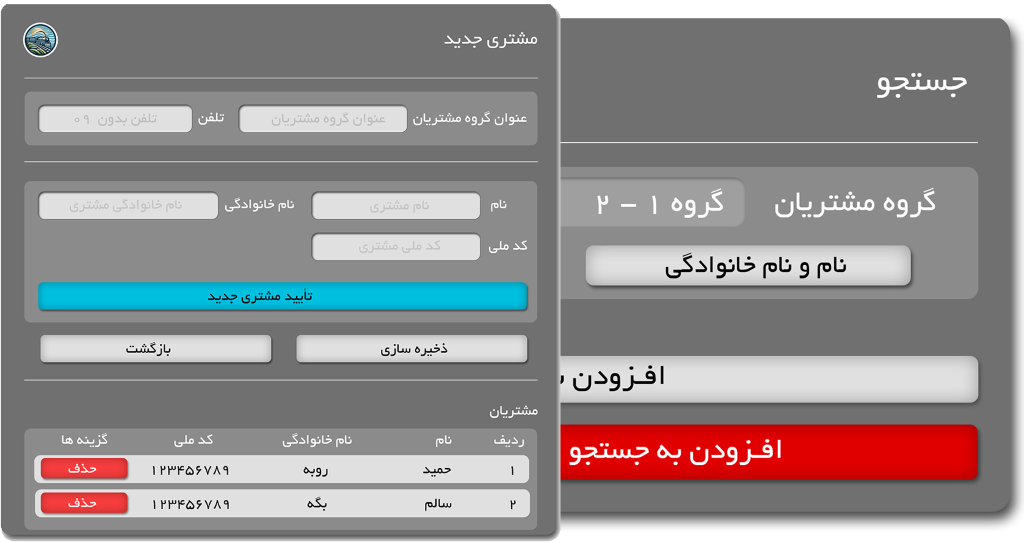 مشتری جدید
عنوان گروه مشتریان عنوان گروه مشتریان تلفن تلفن بدون ۰۹
نام نام مشتری نام خانوادگی نام خانوادگی مشتری
کد ملی کد ملی مشتری
تأیید مشتری جدید
ذخیره سازی بازگشت
مشتریان
ردیف نام نام خانوادگی کد ملی گزینه ها
۱ حمید روبه ۱۲۳۴۵۶۷۸۹ حذف
۲ سالم بگه ۱۲۳۴۵۶۷۸۹ حذف
جستجو
گروه مشتریان گروه ۱ – ۲
نام و نام خانوادگی
افـزودن
افـزودن به جستجو